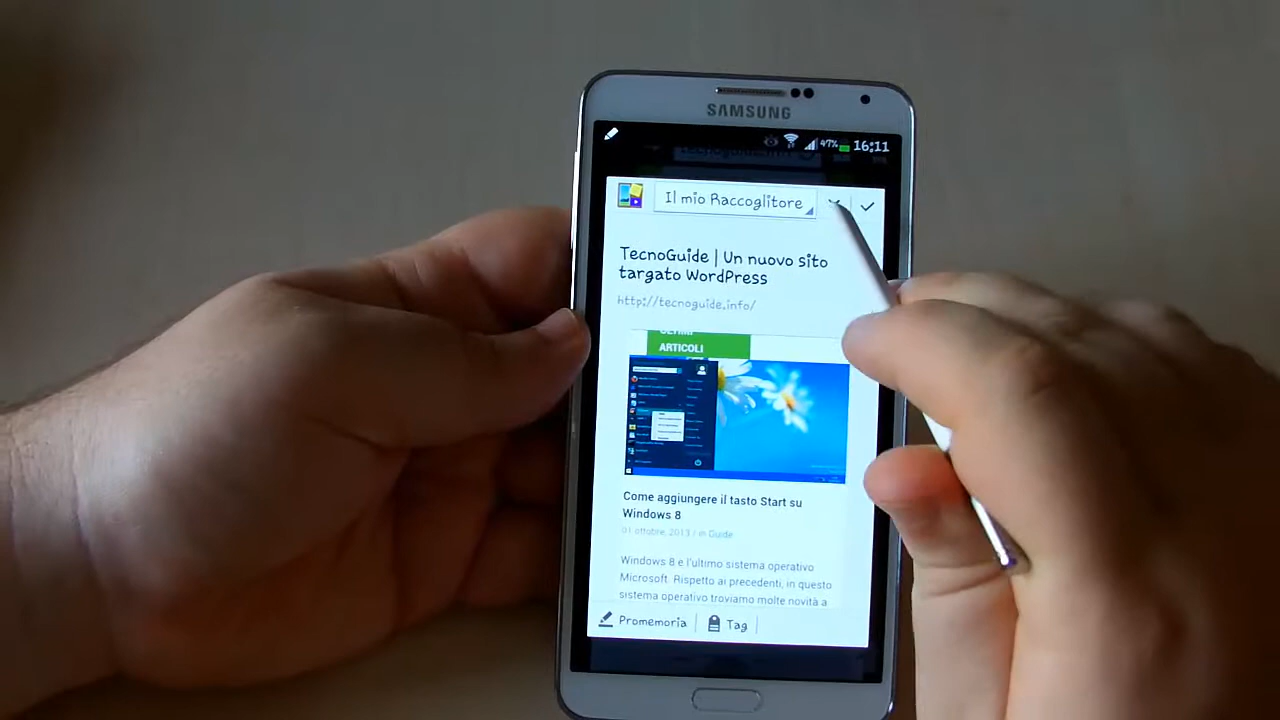 SAMSUNG
47% 16:11
Il mio Raccoglitore
TecnoGuide | Un nuovo sito
targato WordPress
http://tecnoguide.info/
ULTIMI
ARTICOLI
Come aggiungere il tasto Start su
Windows 8
01 ottobre, 2013 / in Guide
Windows 8 e l'ultimo sistema operativo
Microsoft. Rispetto ai precedenti, in questo
sistema operativo troviamo molte novità a
Promemoria
Tag